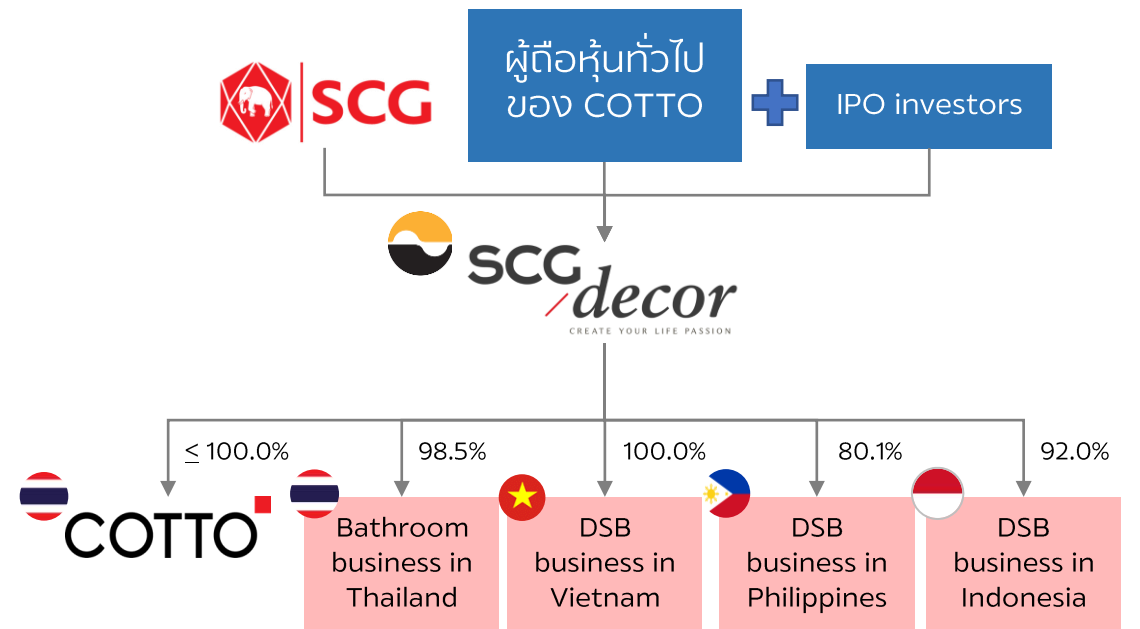 SCG
ผู้ถือหุ้นทั่วไป
ของ COTTO
IPO investors
SCG
decor
CREATE YOUR LIFE PASSION
≤ 100.0%
98.5%
100.0%
80.1%
92.0%
COTTO
Bathroom
business in
Thailand
DSB
business in
Vietnam
DSB
business in
Philippines
DSB
business in
Indonesia